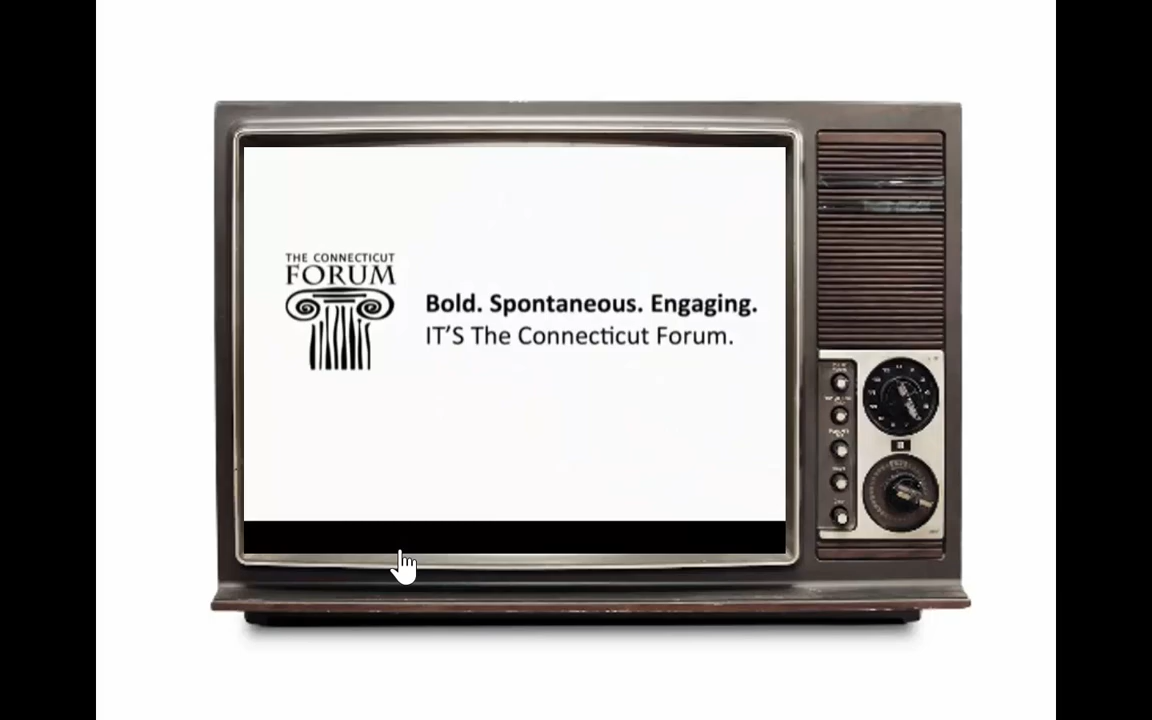 THE CONNECTICUT
FORUM
Bold. Spontaneous. Engaging.
IT'S The Connecticut Forum.